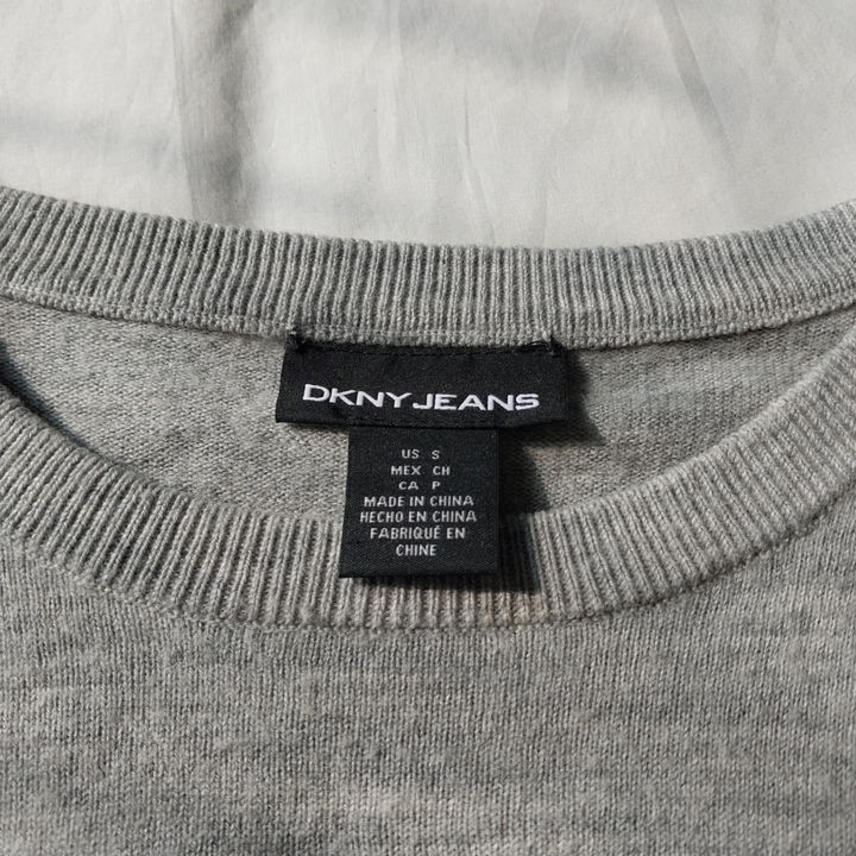 DKNY JEANS
US S
MEX CH
CA P
MADE IN CHINA
HECHO EN CHINA
FABRIQUÉ EN
CHINE